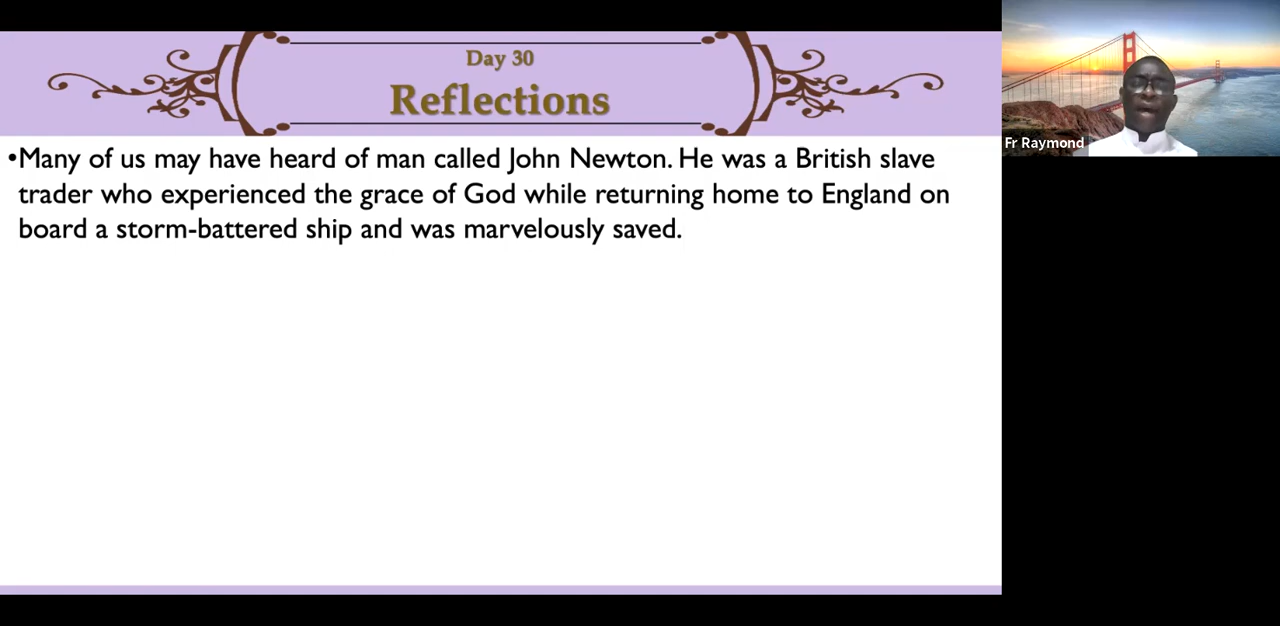 Day 30
Reflections
•Many of us may have heard of man called John Newton. He was a British slave
trader who experienced the grace of God while returning home to England on
board a storm-battered ship and was marvelously saved.
Fr Raymond